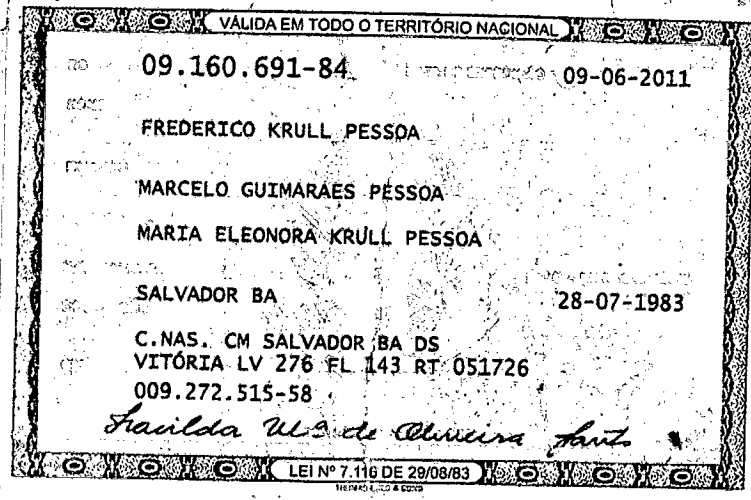 VÁLIDA EM TODO O TERRITÓRIO NACIONAL
09.160.691-84 09-06-2011
FREDERICO KRULL PESSOA
MARCELO GUIMARAES PESSOA
MARIA ELEONORA KRULL PESSOA
SALVADOR BA 28-07-1983
C.NAS. CM SALVADOR BA DS
VITÓRIA LV 276 FL 143 RT 051726
009.272.515-58
de Oliveira
LEI Nº 7.116 DE 29/08/83